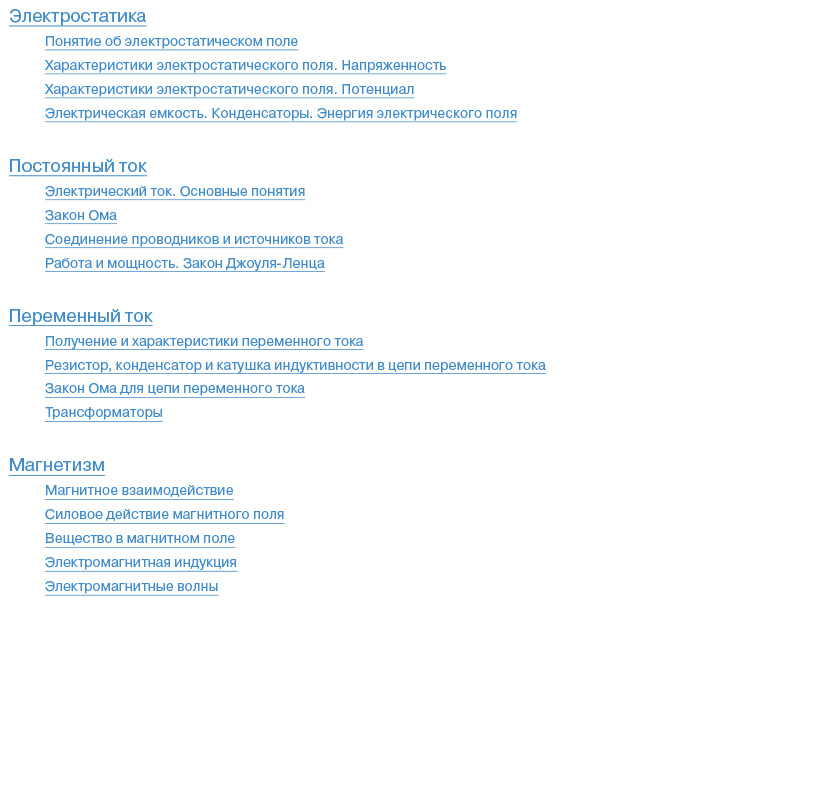 Электростатика
Понятие об электростатическом поле
Характеристики электростатического поля. Напряженность
Характеристики электростатического поля. Потенциал
Электрическая емкость. Конденсаторы. Энергия электрического поля
Постоянный ток
Электрический ток. Основные понятия
Закон Ома
Соединение проводников и источников тока
Работа и мощность. Закон Джоуля-Ленца
Переменный ток
Получение и характеристики переменного тока
Резистор, конденсатор и катушка индуктивности в цепи переменного тока
Закон Ома для цепи переменного тока
Трансформаторы
Магнетизм
Магнитное взаимодействие
Силовое действие магнитного поля
Вещество в магнитном поле
Электромагнитная индукция
Электромагнитные волны